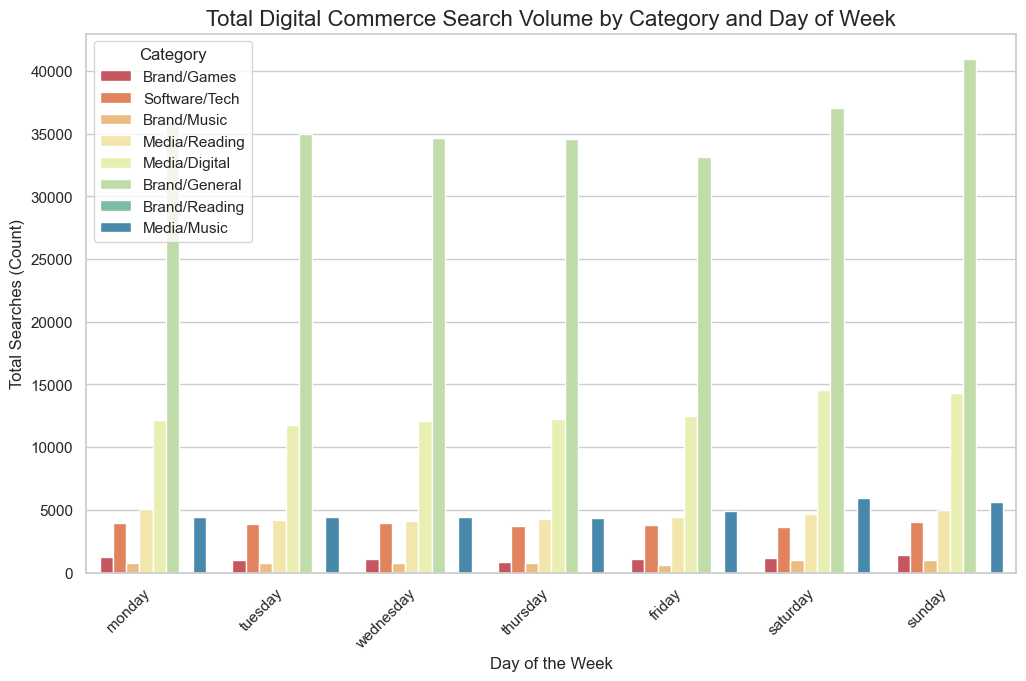 Total Digital Commerce Search Volume by Category and Day of Week
Category
Brand/Games
Software/Tech
Brand/Music
Media/Reading
Media/Digital
Brand/General
Brand/Reading
Media/Music
40000
35000
30000
25000
20000
15000
10000
5000
0
Total Searches (Count)
monday
tuesday
wednesday
thursday
friday
saturday
sunday
Day of the Week